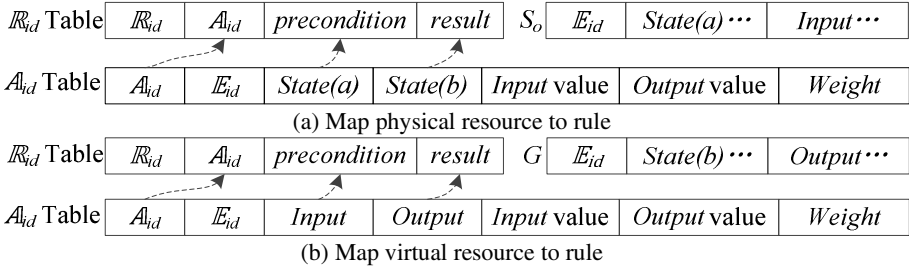 ℝid Table ℝid 𝔸id precondition result So 𝔼id State(a)⋯ Input⋯
𝔸id Table 𝔸id 𝔼id State(a) State(b) Input value Output value Weight
(a) Map physical resource to rule
ℝid Table ℝid 𝔸id precondition result G 𝔼id State(b)⋯ Output⋯
𝔸id Table 𝔸id 𝔼id Input Output Input value Output value Weight
(b) Map virtual resource to rule